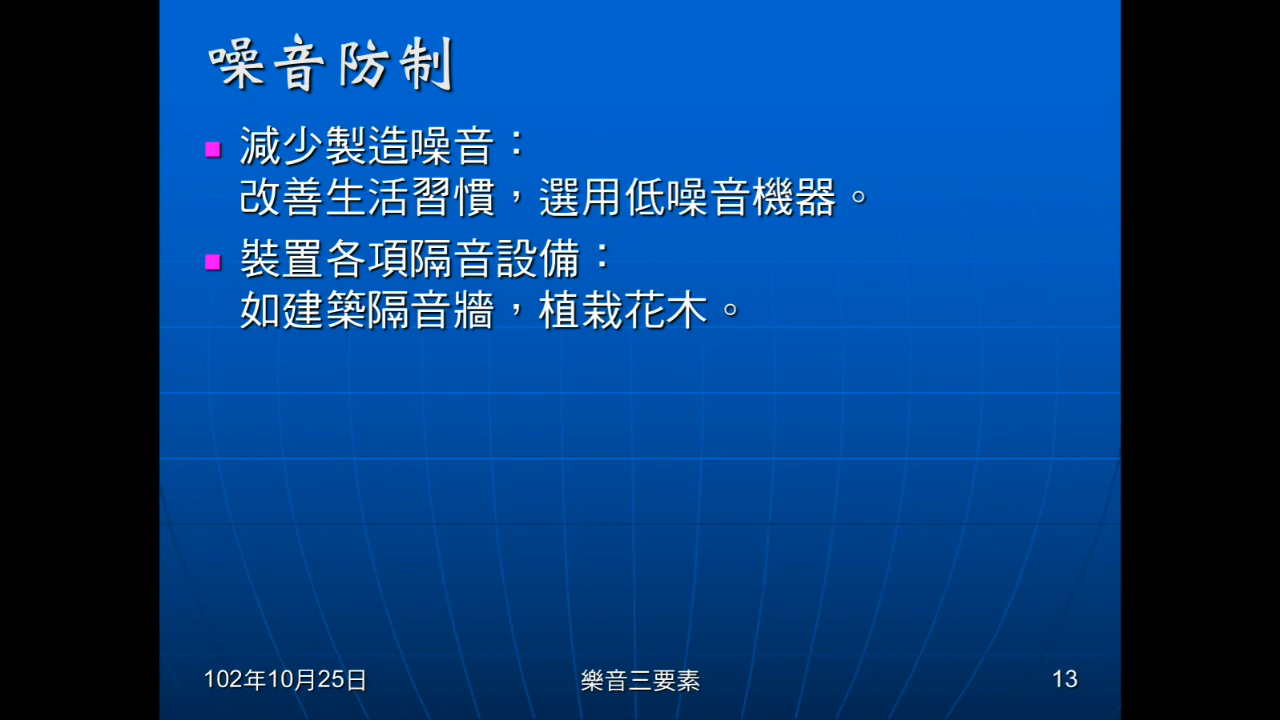 噪音防制
減少製造噪音：
改善生活習慣，選用低噪音機器。
裝置各項隔音設備：
如建築隔音牆，植栽花木。
102年10月25日
樂音三要素
13